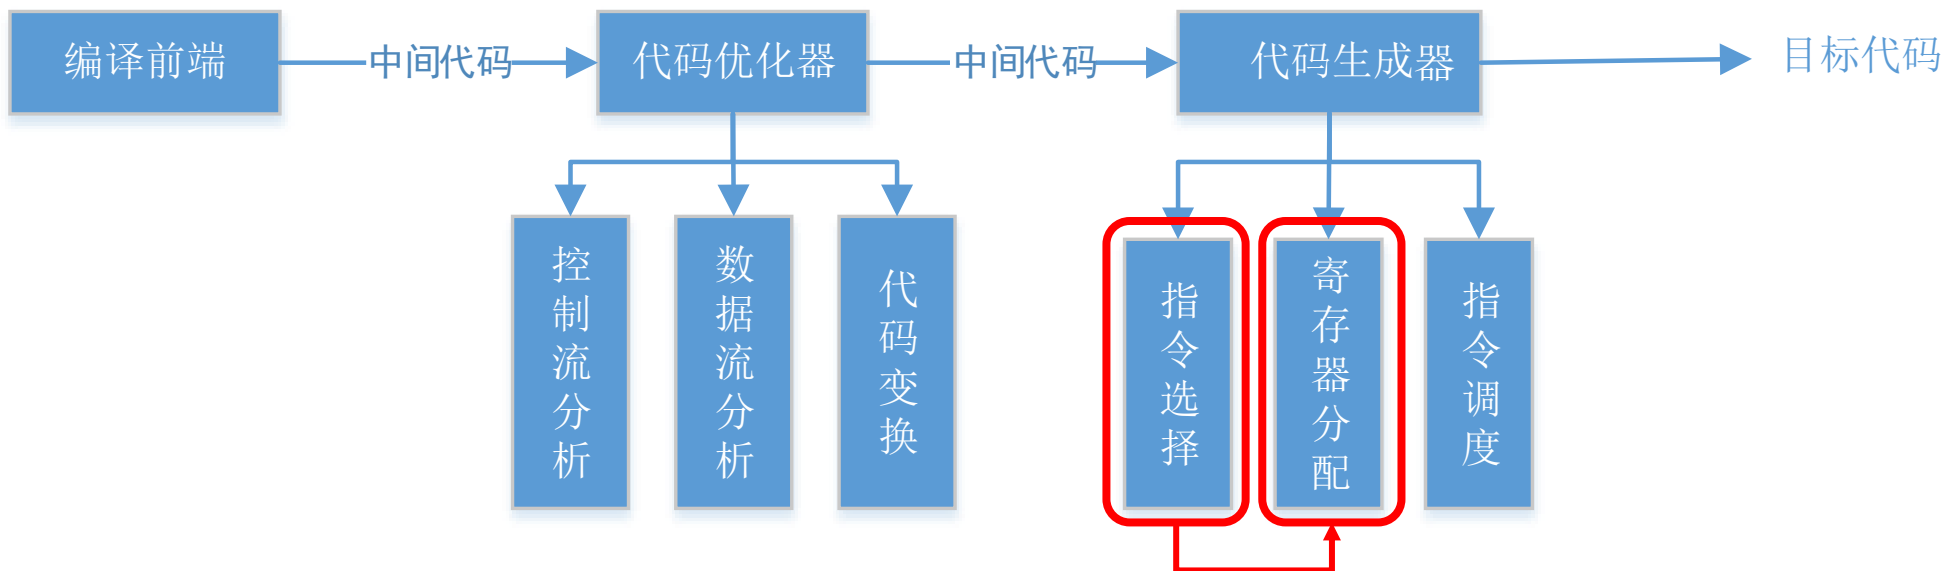 编译前端
中间代码
代码优化器
中间代码
代码生成器
目标代码
控制流分析
数据流分析
代码变换
指令选择
寄存器分配
指令调度